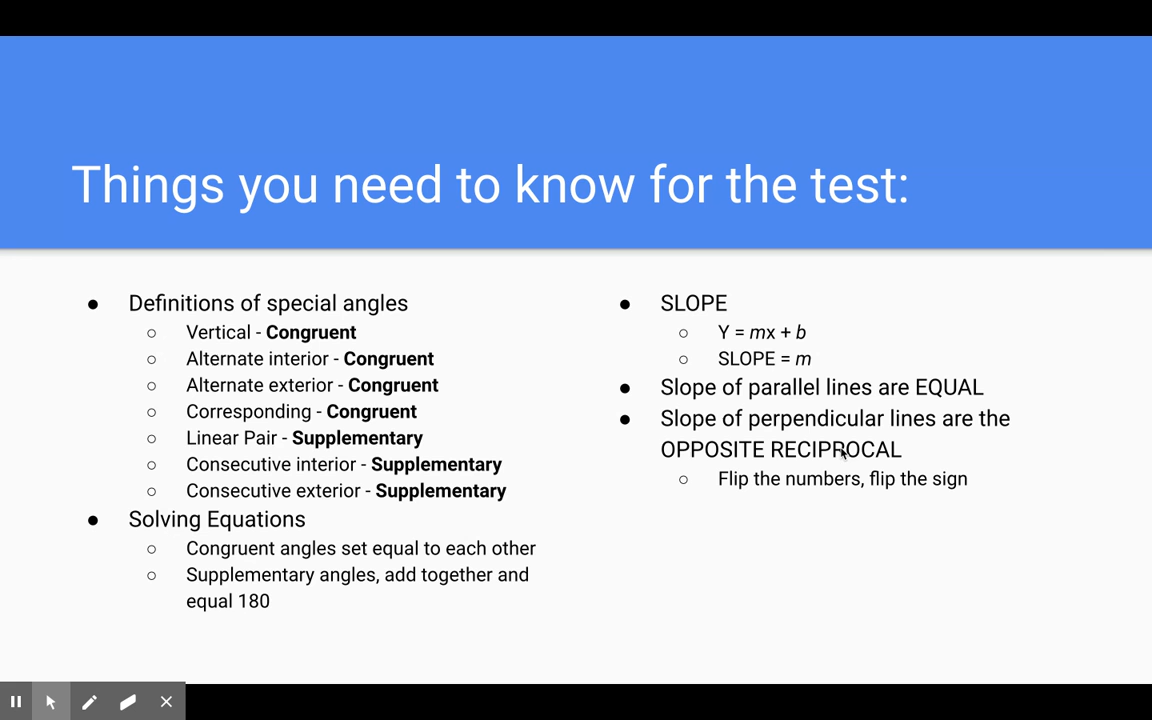 Things you need to know for the test:
● Definitions of special angles
○ Vertical - Congruent
○ Alternate interior - Congruent
○ Alternate exterior - Congruent
○ Corresponding - Congruent
○ Linear Pair - Supplementary
○ Consecutive interior - Supplementary
○ Consecutive exterior - Supplementary
● Solving Equations
○ Congruent angles set equal to each other
○ Supplementary angles, add together and
equal 180
● SLOPE
○ Y = mx + b
○ SLOPE = m
● Slope of parallel lines are EQUAL
● Slope of perpendicular lines are the
OPPOSITE RECIPROCAL
○ Flip the numbers, flip the sign